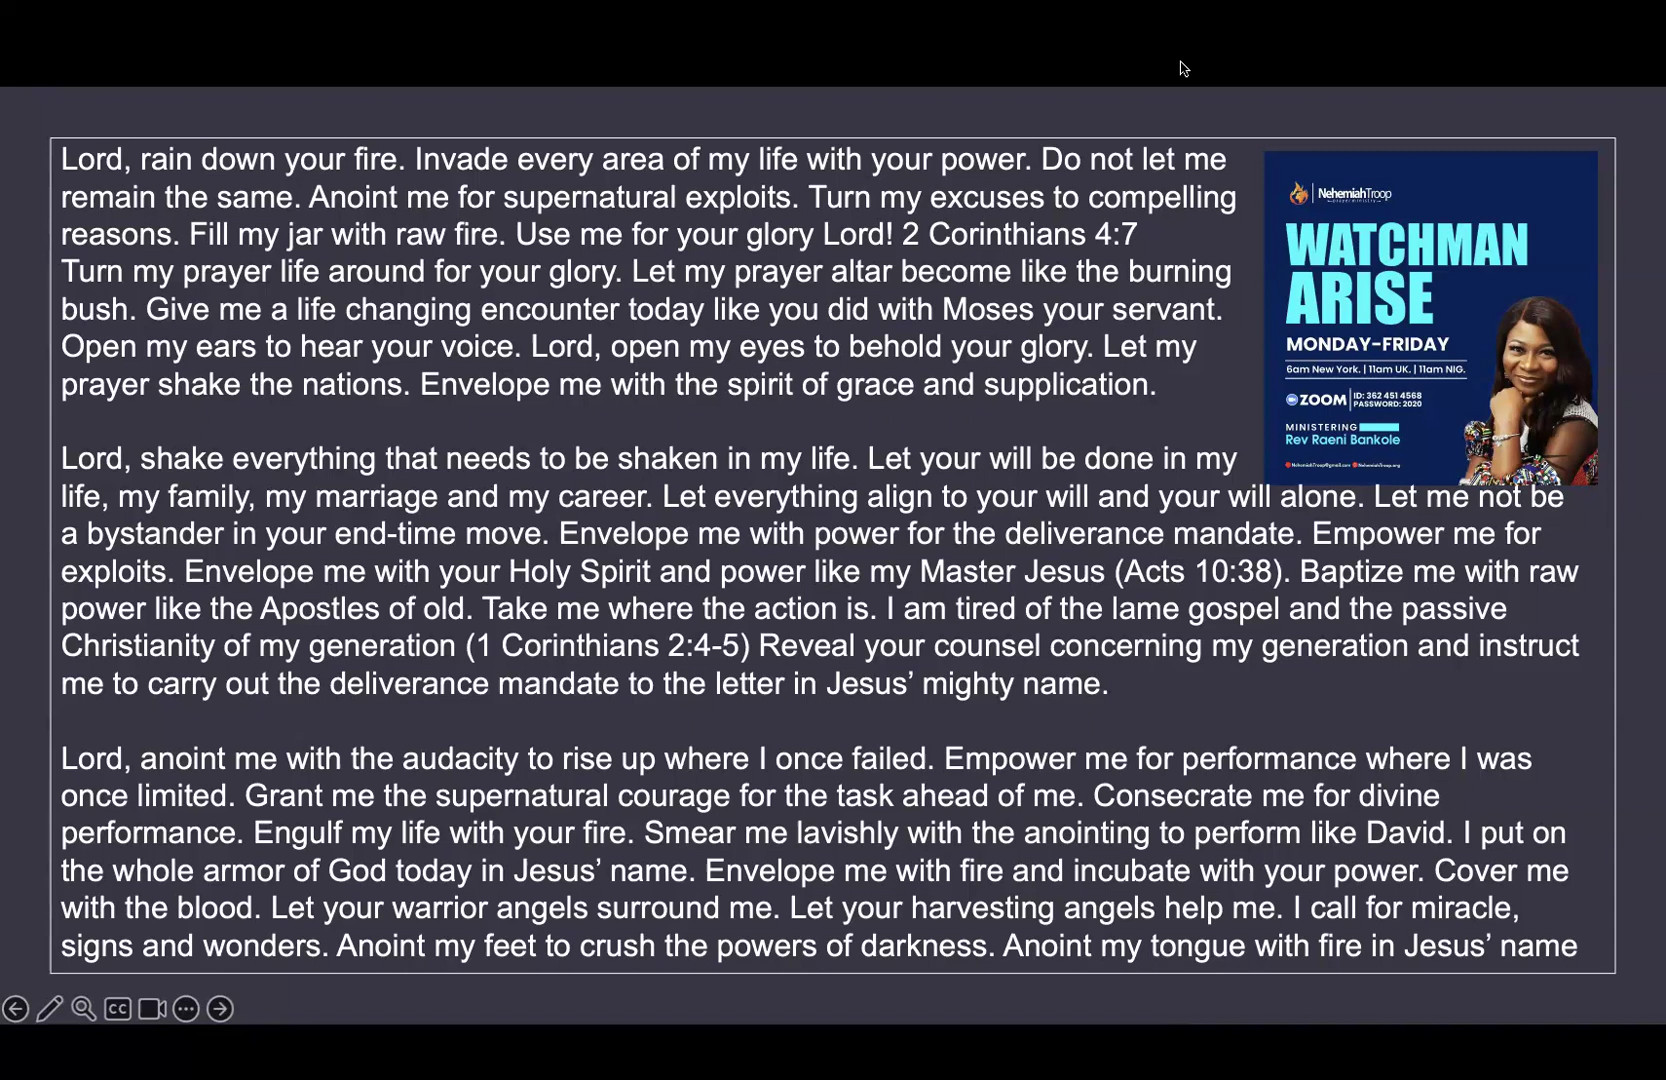 Lord, rain down your fire. Invade every area of my life with your power. Do not let me
remain the same. Anoint me for supernatural exploits. Turn my excuses to compelling
reasons. Fill my jar with raw fire. Use me for your glory Lord! 2 Corinthians 4:7
Turn my prayer life around for your glory. Let my prayer altar become like the burning
bush. Give me a life changing encounter today like you did with Moses your servant.
Open my ears to hear your voice. Lord, open my eyes to behold your glory. Let my
prayer shake the nations. Envelope me with the spirit of grace and supplication.
Lord, shake everything that needs to be shaken in my life. Let your will be done in my
life, my family, my marriage and my career. Let everything align to your will and your will alone. Let me not be
a bystander in your end-time move. Envelope me with power for the deliverance mandate. Empower me for
exploits. Envelope me with your Holy Spirit and power like my Master Jesus (Acts 10:38). Baptize me with raw
power like the Apostles of old. Take me where the action is. I am tired of the lame gospel and the passive
Christianity of my generation (1 Corinthians 2:4-5) Reveal your counsel concerning my generation and instruct
me to carry out the deliverance mandate to the letter in Jesus’ mighty name.
Lord, anoint me with the audacity to rise up where I once failed. Empower me for performance where I was
once limited. Grant me the supernatural courage for the task ahead of me. Consecrate me for divine
performance. Engulf my life with your fire. Smear me lavishly with the anointing to perform like David. I put on
the whole armor of God today in Jesus’ name. Envelope me with fire and incubate with your power. Cover me
with the blood. Let your warrior angels surround me. Let your harvesting angels help me. I call for miracle,
signs and wonders. Anoint my feet to crush the powers of darkness. Anoint my tongue with fire in Jesus’ name
NehemiahTroop
WATCHMAN
ARISE
MONDAY-FRIDAY
6am New York. | 11am UK. | 11am NIG.
ZOOM
ID: 362 451 4568
PASSWORD: 2020
MINISTERING
Rev Raeni Bankole
NehemiahTroop@gmail.com NehemiahTroop.org
CC